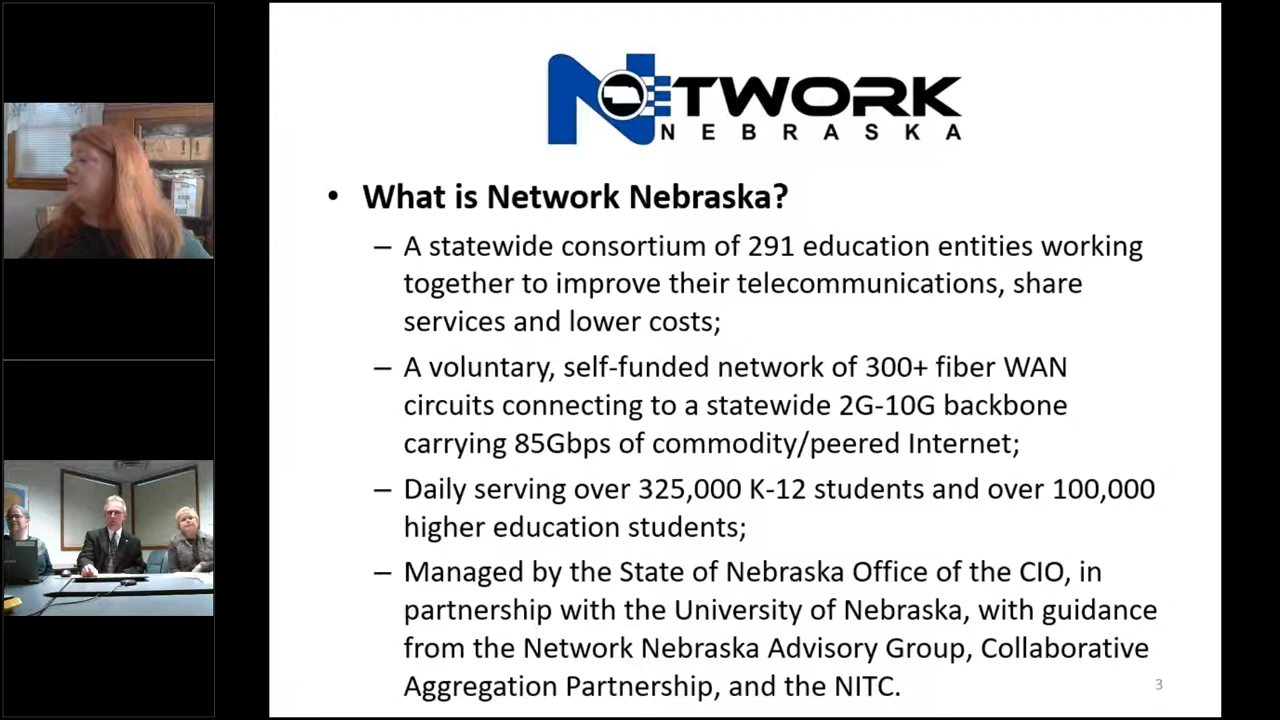 NETWORK
NEBRASKA
• What is Network Nebraska?
– A statewide consortium of 291 education entities working
together to improve their telecommunications, share
services and lower costs;
– A voluntary, self-funded network of 300+ fiber WAN
circuits connecting to a statewide 2G-10G backbone
carrying 85Gbps of commodity/peered Internet;
– Daily serving over 325,000 K-12 students and over 100,000
higher education students;
– Managed by the State of Nebraska Office of the CIO, in
partnership with the University of Nebraska, with guidance
from the Network Nebraska Advisory Group, Collaborative
Aggregation Partnership, and the NITC.
3